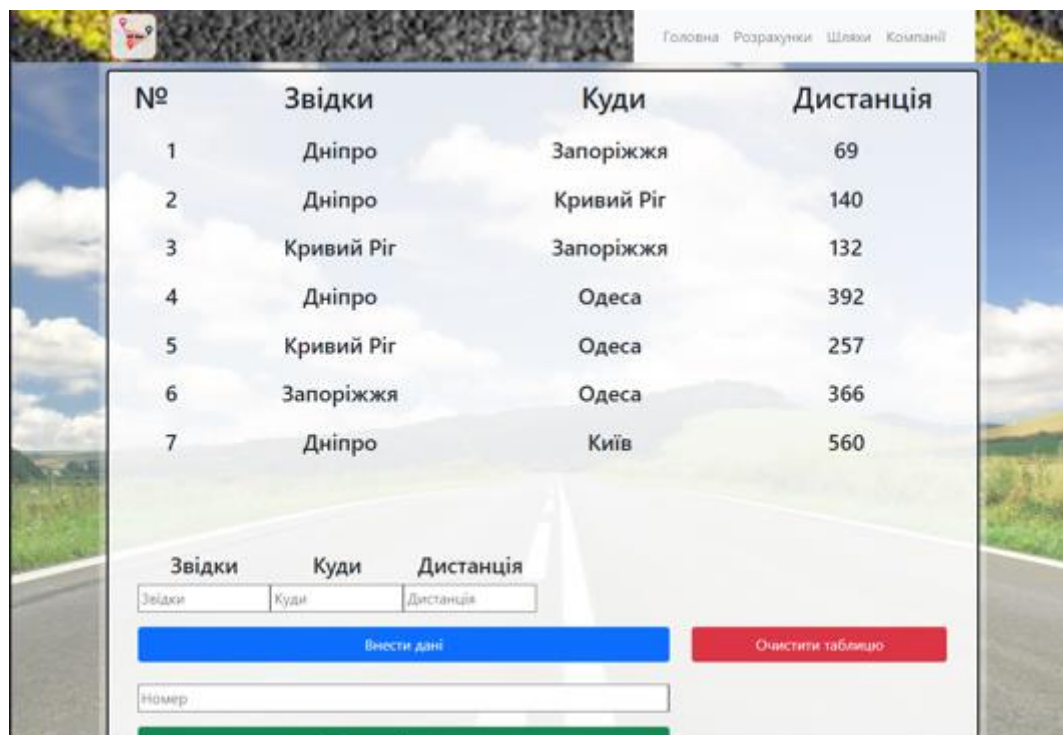 Головна Розрахунки Шляхи Компанії
№ Звідки Куди Дистанція
1 Дніпро Запоріжжя 69
2 Дніпро Кривий Ріг 140
3 Кривий Ріг Запоріжжя 132
4 Дніпро Одеса 392
5 Кривий Ріг Одеса 257
6 Запоріжжя Одеса 366
7 Дніпро Київ 560
Звідки Куди Дистанція
Звідки Куди Дистанція
Внести дані Очистити таблицю
Номер